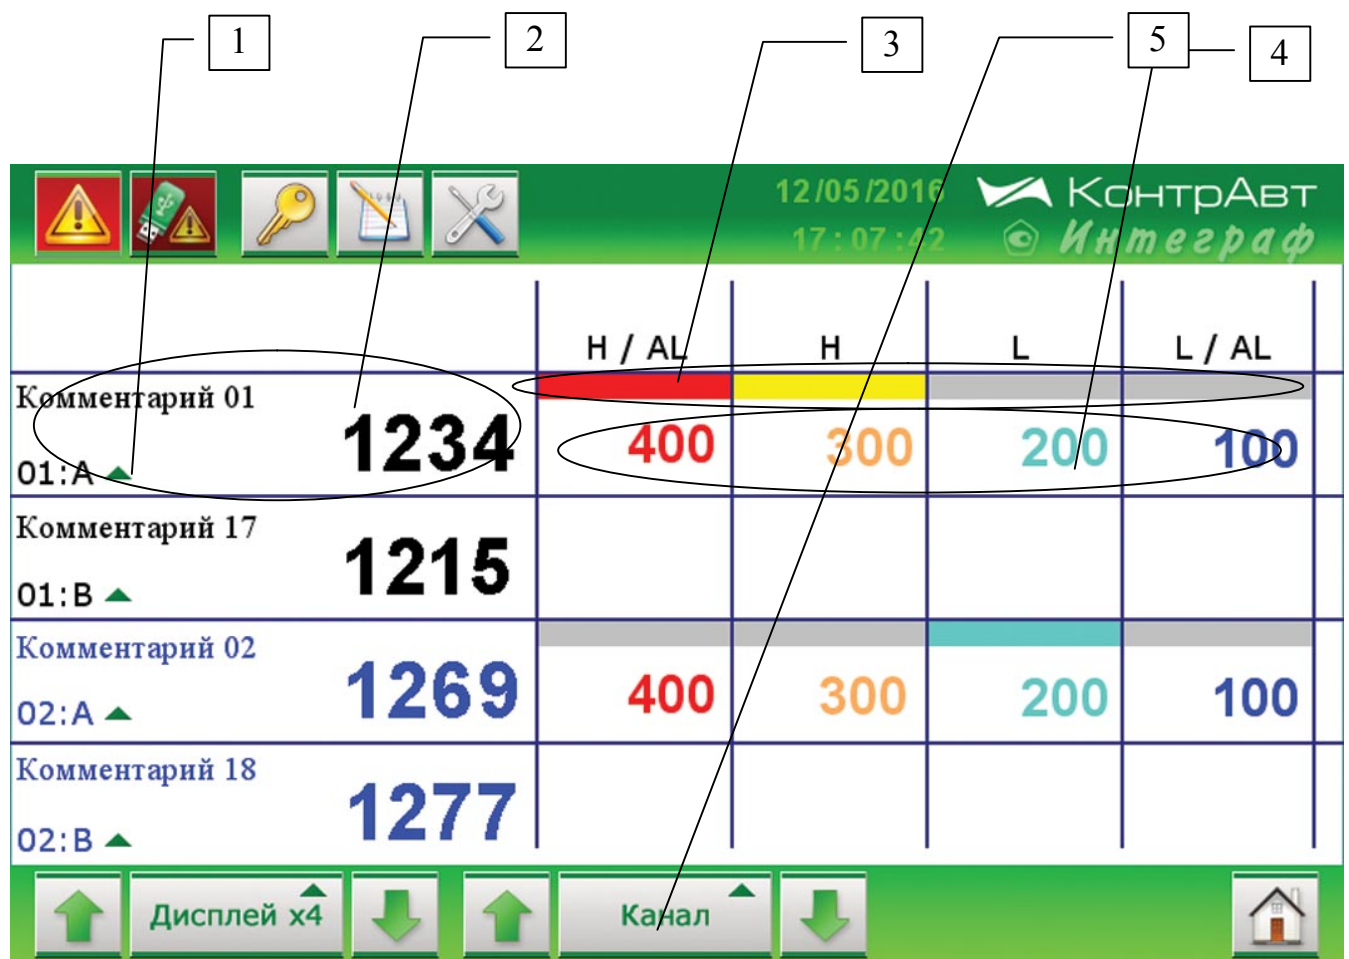 1
2
3
5
4
12/05/2016
17:07:42
КонтрАвт
Интеграф
H / AL
H
L
L / AL
Комментарий 01
1234
01:A
400
300
200
100
Комментарий 17
1215
01:B
Комментарий 02
1269
02:A
400
300
200
100
Комментарий 18
1277
02:B
Дисплей x4
Канал